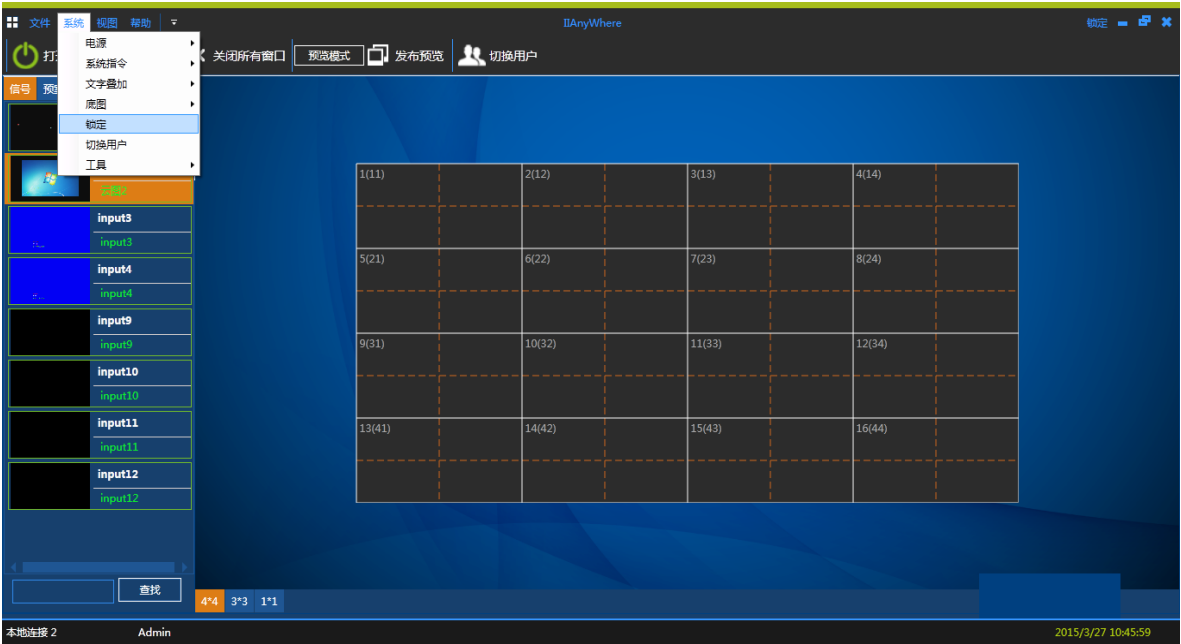 文件 系统 视图 帮助 IIAnyWhere 锁定
打 关闭所有窗口 预览模式 发布预览 切换用户
电源
系统指令
文字叠加
底图
锁定
切换用户
工具
信号 预
云图2
input3
input3
input4
input4
input9
input9
input10
input10
input11
input11
input12
input12
1(11) 2(12) 3(13) 4(14)
5(21) 6(22) 7(23) 8(24)
9(31) 10(32) 11(33) 12(34)
13(41) 14(42) 15(43) 16(44)
查找
4*4 3*3 1*1
本地连接 2 Admin 2015/3/27 10:45:59